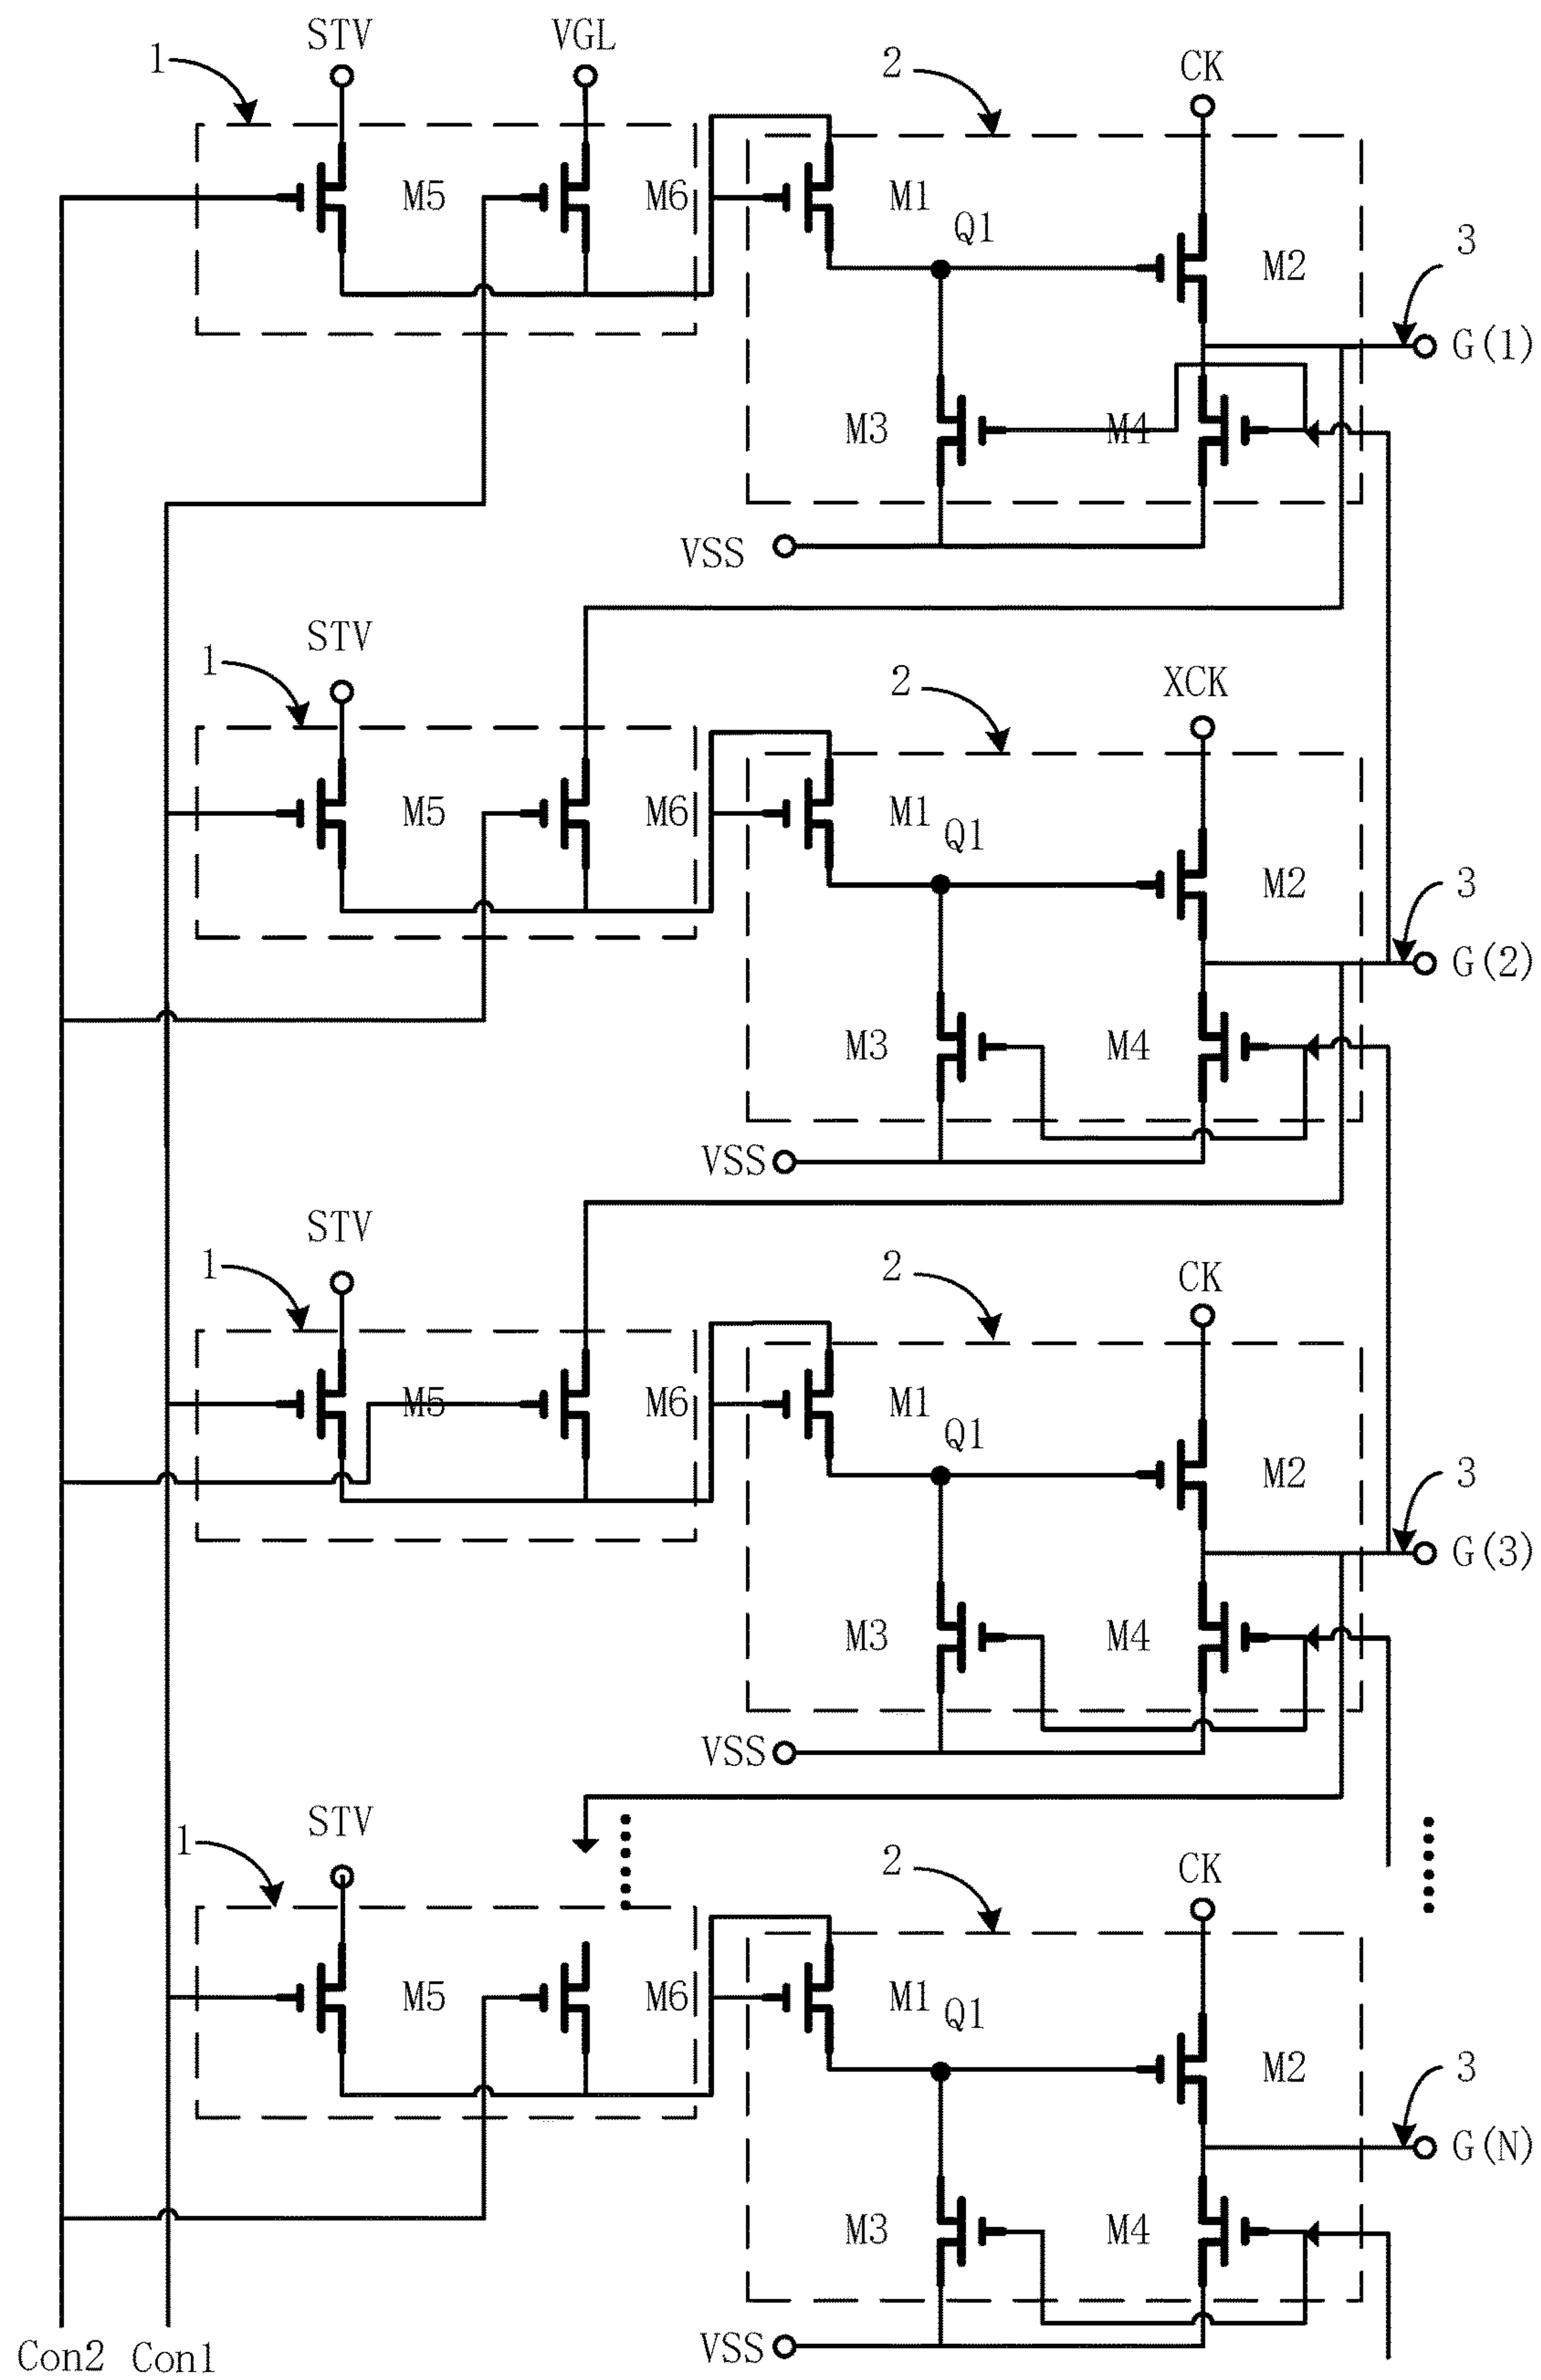 STV VGL
1 2 CK
M5 M6 M1 Q1 M2 3
G(1)
M3 M4
VSS
STV
1 2 XCK
M5 M6 M1 Q1 M2 3
G(2)
M3 M4
VSS
STV
1 2 CK
M5 M6 M1 Q1 M2 3
G(3)
M3 M4
VSS
STV
1 2 CK
M5 M6 M1 Q1 M2 3
G(N)
M3 M4
VSS
Con2 Con1